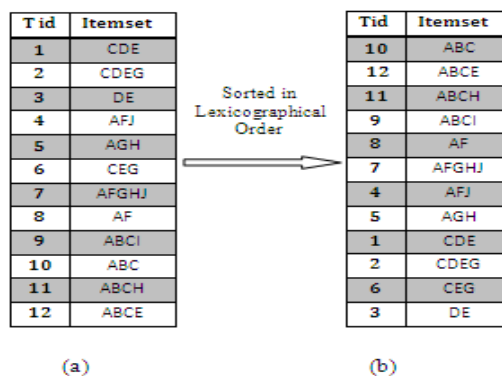 Tid Itemset
1 CDE
2 CDEG
3 DE
4 AFJ
5 AGH
6 CEG
7 AFGHJ
8 AF
9 ABCI
10 ABC
11 ABCH
12 ABCE
(a)
Sorted in
Lexicographical
Order
Tid Itemset
10 ABC
12 ABCE
11 ABCH
9 ABCI
8 AF
7 AFGHJ
4 AFJ
5 AGH
1 CDE
2 CDEG
6 CEG
3 DE
(b)